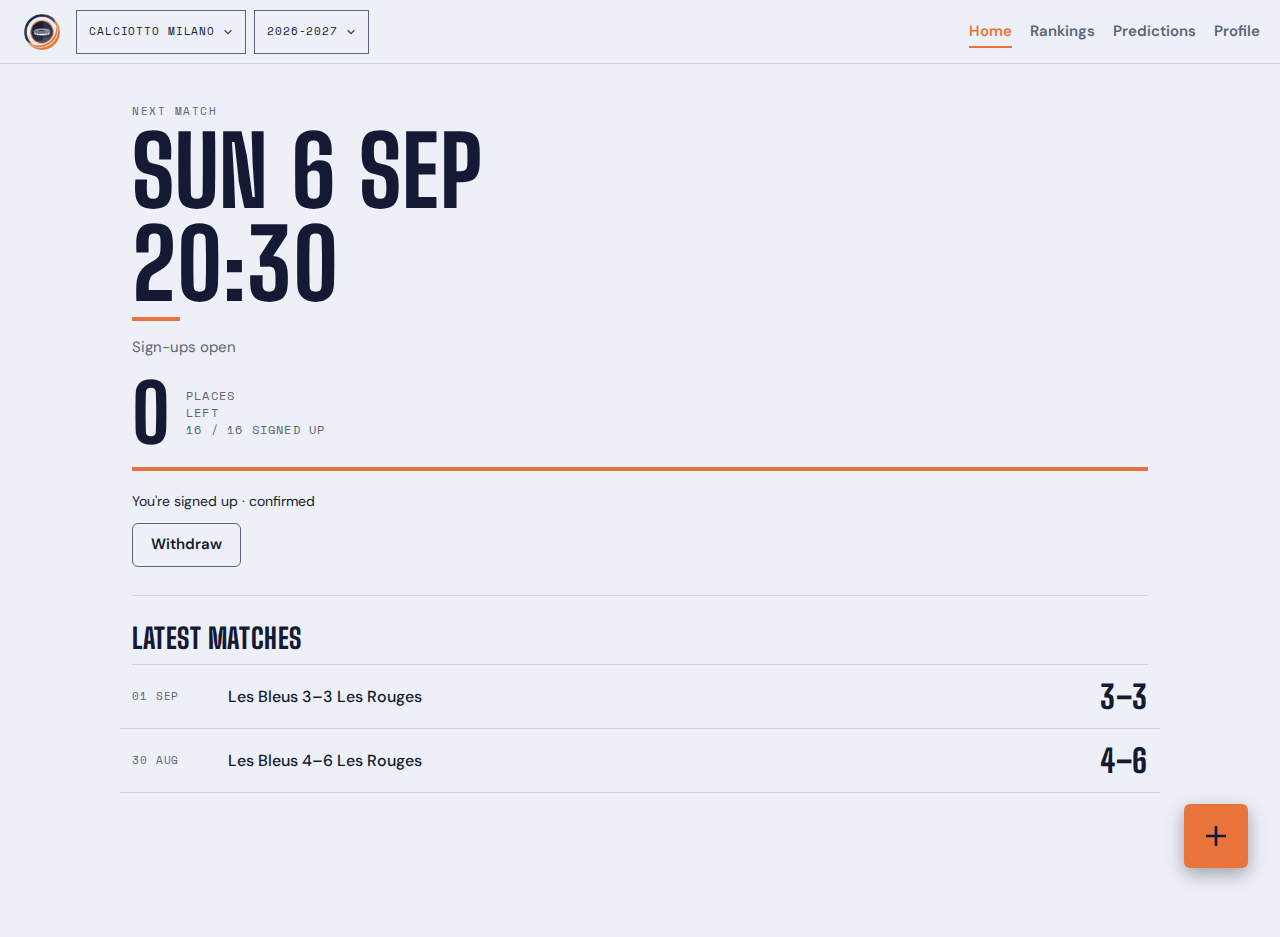 CALCIOTTO MILANO
2026-2027
Home
Rankings
Predictions
Profile
NEXT MATCH
SUN 6 SEP
20:30
Sign-ups open
0
PLACES
LEFT
16 / 16 SIGNED UP
You're signed up · confirmed
Withdraw
LATEST MATCHES
01 SEP
Les Bleus 3–3 Les Rouges
3–3
30 AUG
Les Bleus 4–6 Les Rouges
4–6